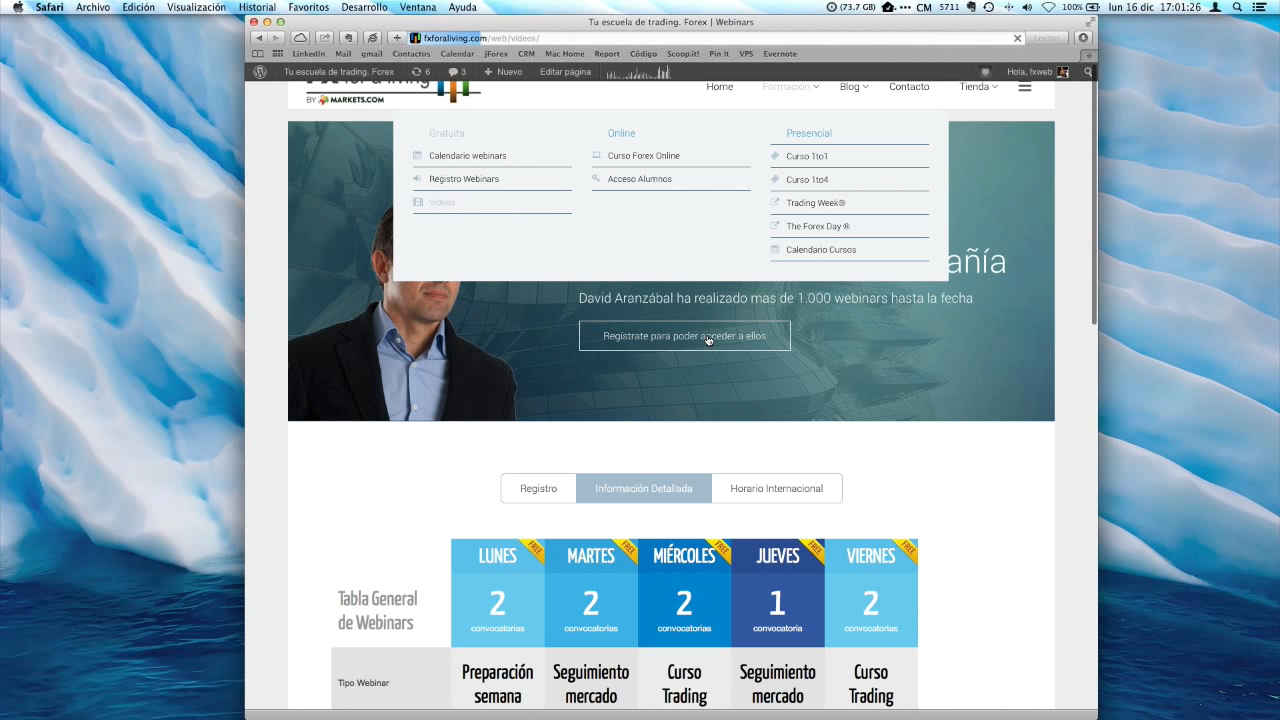 Safari Archivo Edición Visualización Historial Favoritos Desarrollo Ventana Ayuda (73.7 GB) CM 5711 100% lun 16 dic 17:01:26
Tu escuela de trading. Forex | Webinars
fxforaliving.com/web/videos/ Lector
LinkedIn Mail gmail Contactos Calendar jForex CRM Mac Home Report Código Scoop.it! Pin It VPS Evernote
Tu escuela de trading. Forex 6 3 Nuevo Editar página Hola, fxweb
FX for a living
BY MARKETS.COM
Home Formación Blog Contacto Tienda
Gratuita
Calendario webinars
Registro Webinars
Videos
Online
Curso Forex Online
Acceso Alumnos
Presencial
Curso 1to1
Curso 1to4
Trading Week®
The Forex Day ®
Calendario Cursos
añía
David Aranzábal ha realizado mas de 1.000 webinars hasta la fecha
Regístrate para poder acceder a ellos
Registro Información Detallada Horario Internacional
Tabla General
de Webinars
LUNES MARTES MIÉRCOLES JUEVES VIERNES
FREE FREE FREE FREE FREE
2 2 2 1 2
convocatorias convocatorias convocatorias convocatoria convocatorias
Tipo Webinar
Preparación Seguimiento Curso Seguimiento Curso
semana mercado Trading mercado Trading